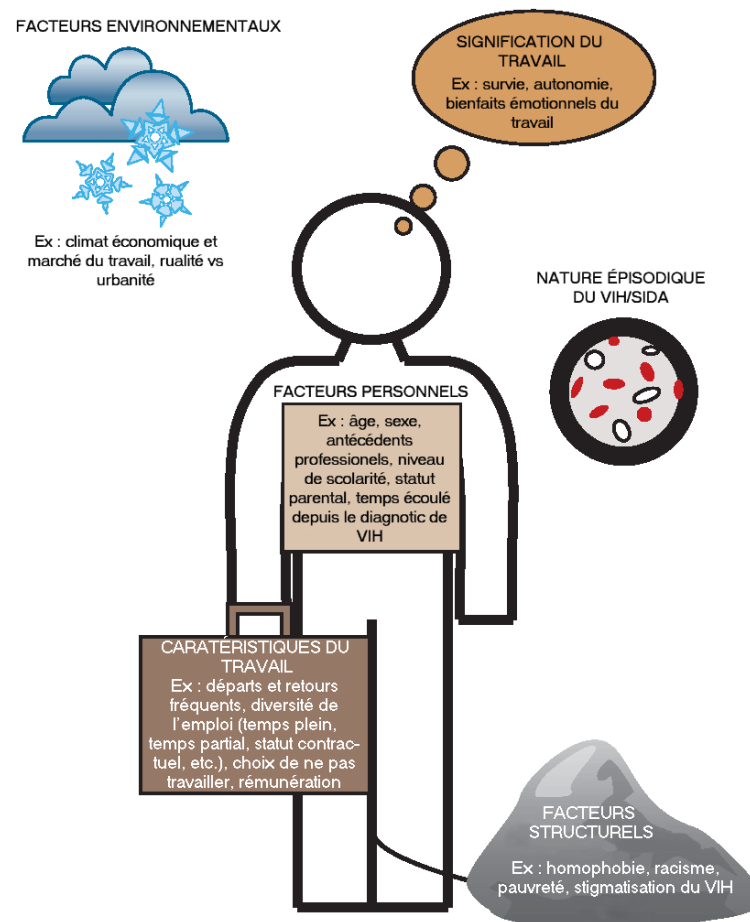 FACTEURS ENVIRONNEMENTAUX
Ex : climat économique et
marché du travail, rualité vs
urbanité
SIGNIFICATION DU
TRAVAIL
Ex : survie, autonomie,
bienfaits émotionnels du
travail
NATURE ÉPISODIQUE
DU VIH/SIDA
FACTEURS PERSONNELS
Ex : âge, sexe,
antécédents
professionels, niveau
de scolarité, statut
parental, temps écoulé
depuis le diagnotic de
VIH
CARATÉRISTIQUES DU
TRAVAIL
Ex : départs et retours
fréquents, diversité de
l'emploi (temps plein,
temps partial, statut contrac-
tuel, etc.), choix de ne pas
travailler, rémunération
FACTEURS
STRUCTURELS
Ex : homophobie, racisme,
pauvreté, stigmatisation du VIH